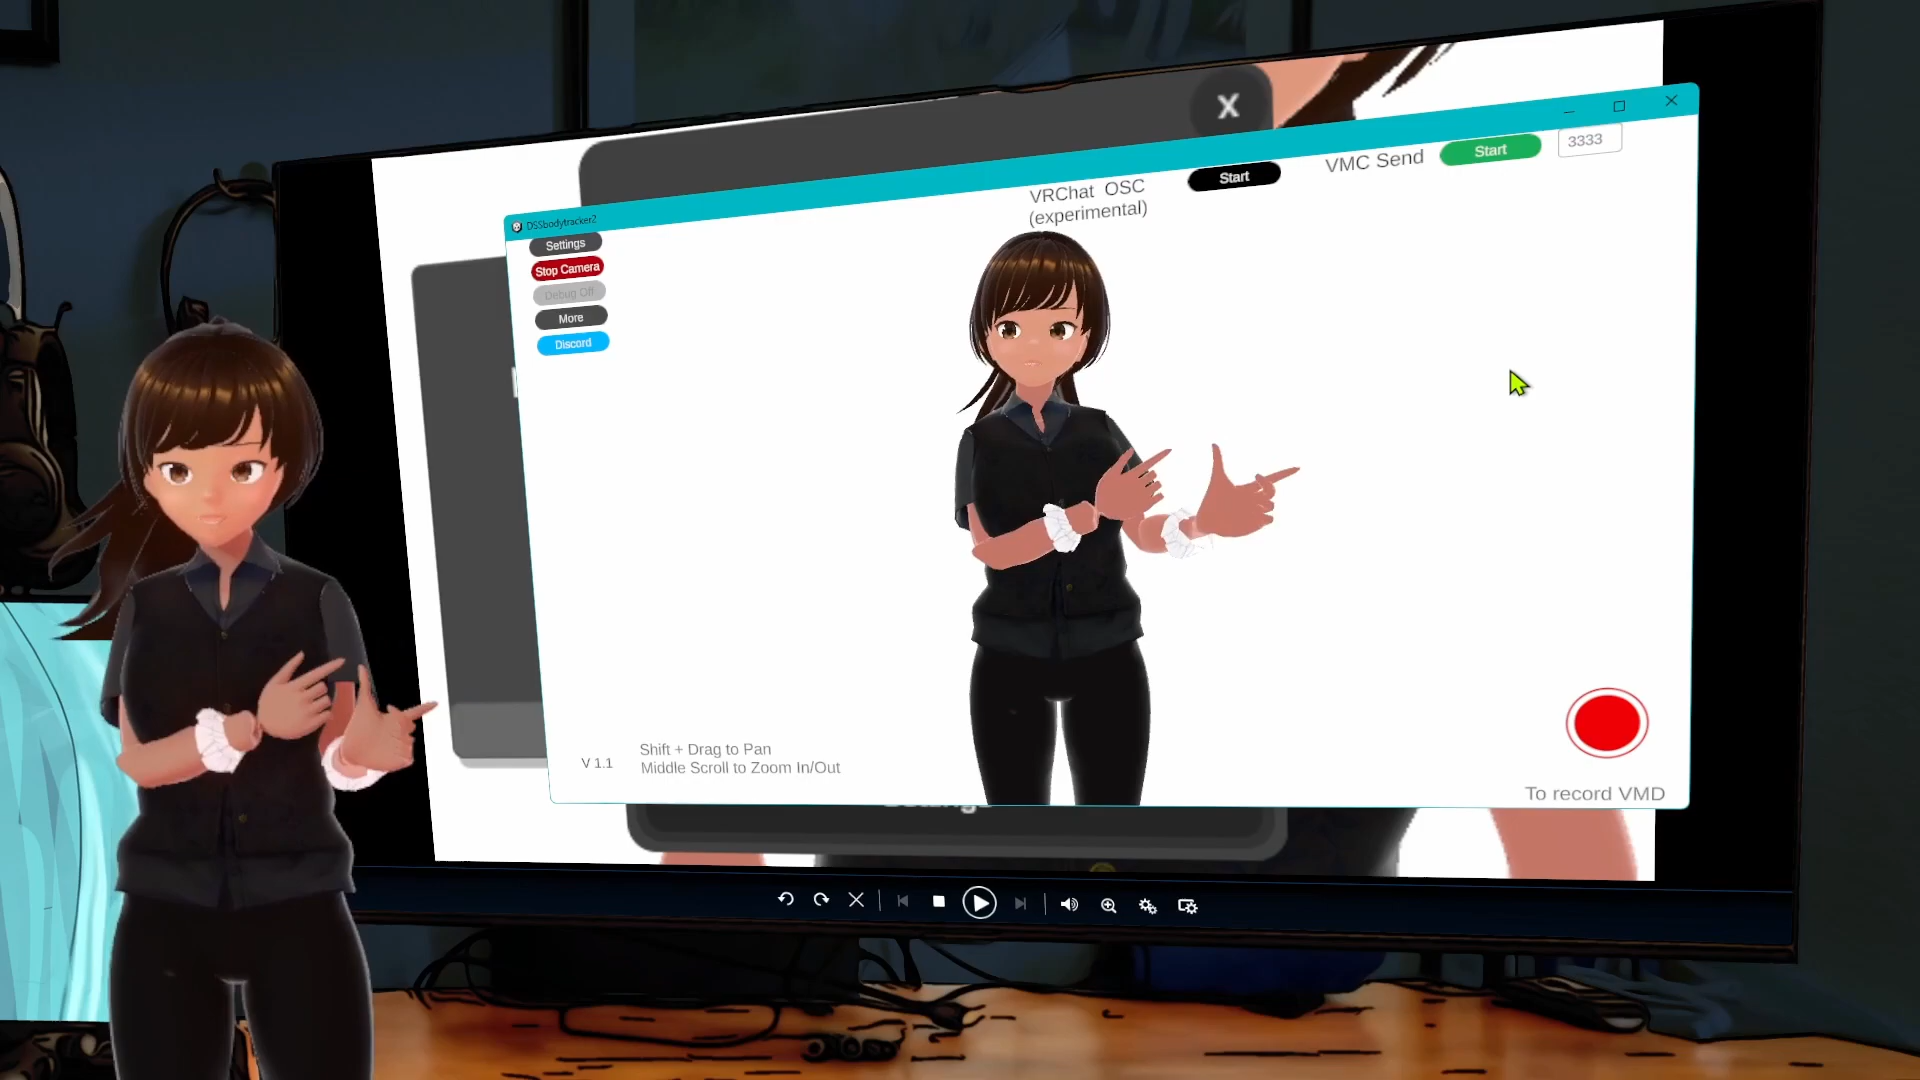 X
DSSbodytracker2
VRChat OSC
(experimental)
Start
VMC Send
Start
3333
Settings
Stop Camera
Debug Off
More
Discord
V 1.1
Shift + Drag to Pan
Middle Scroll to Zoom In/Out
To record VMD